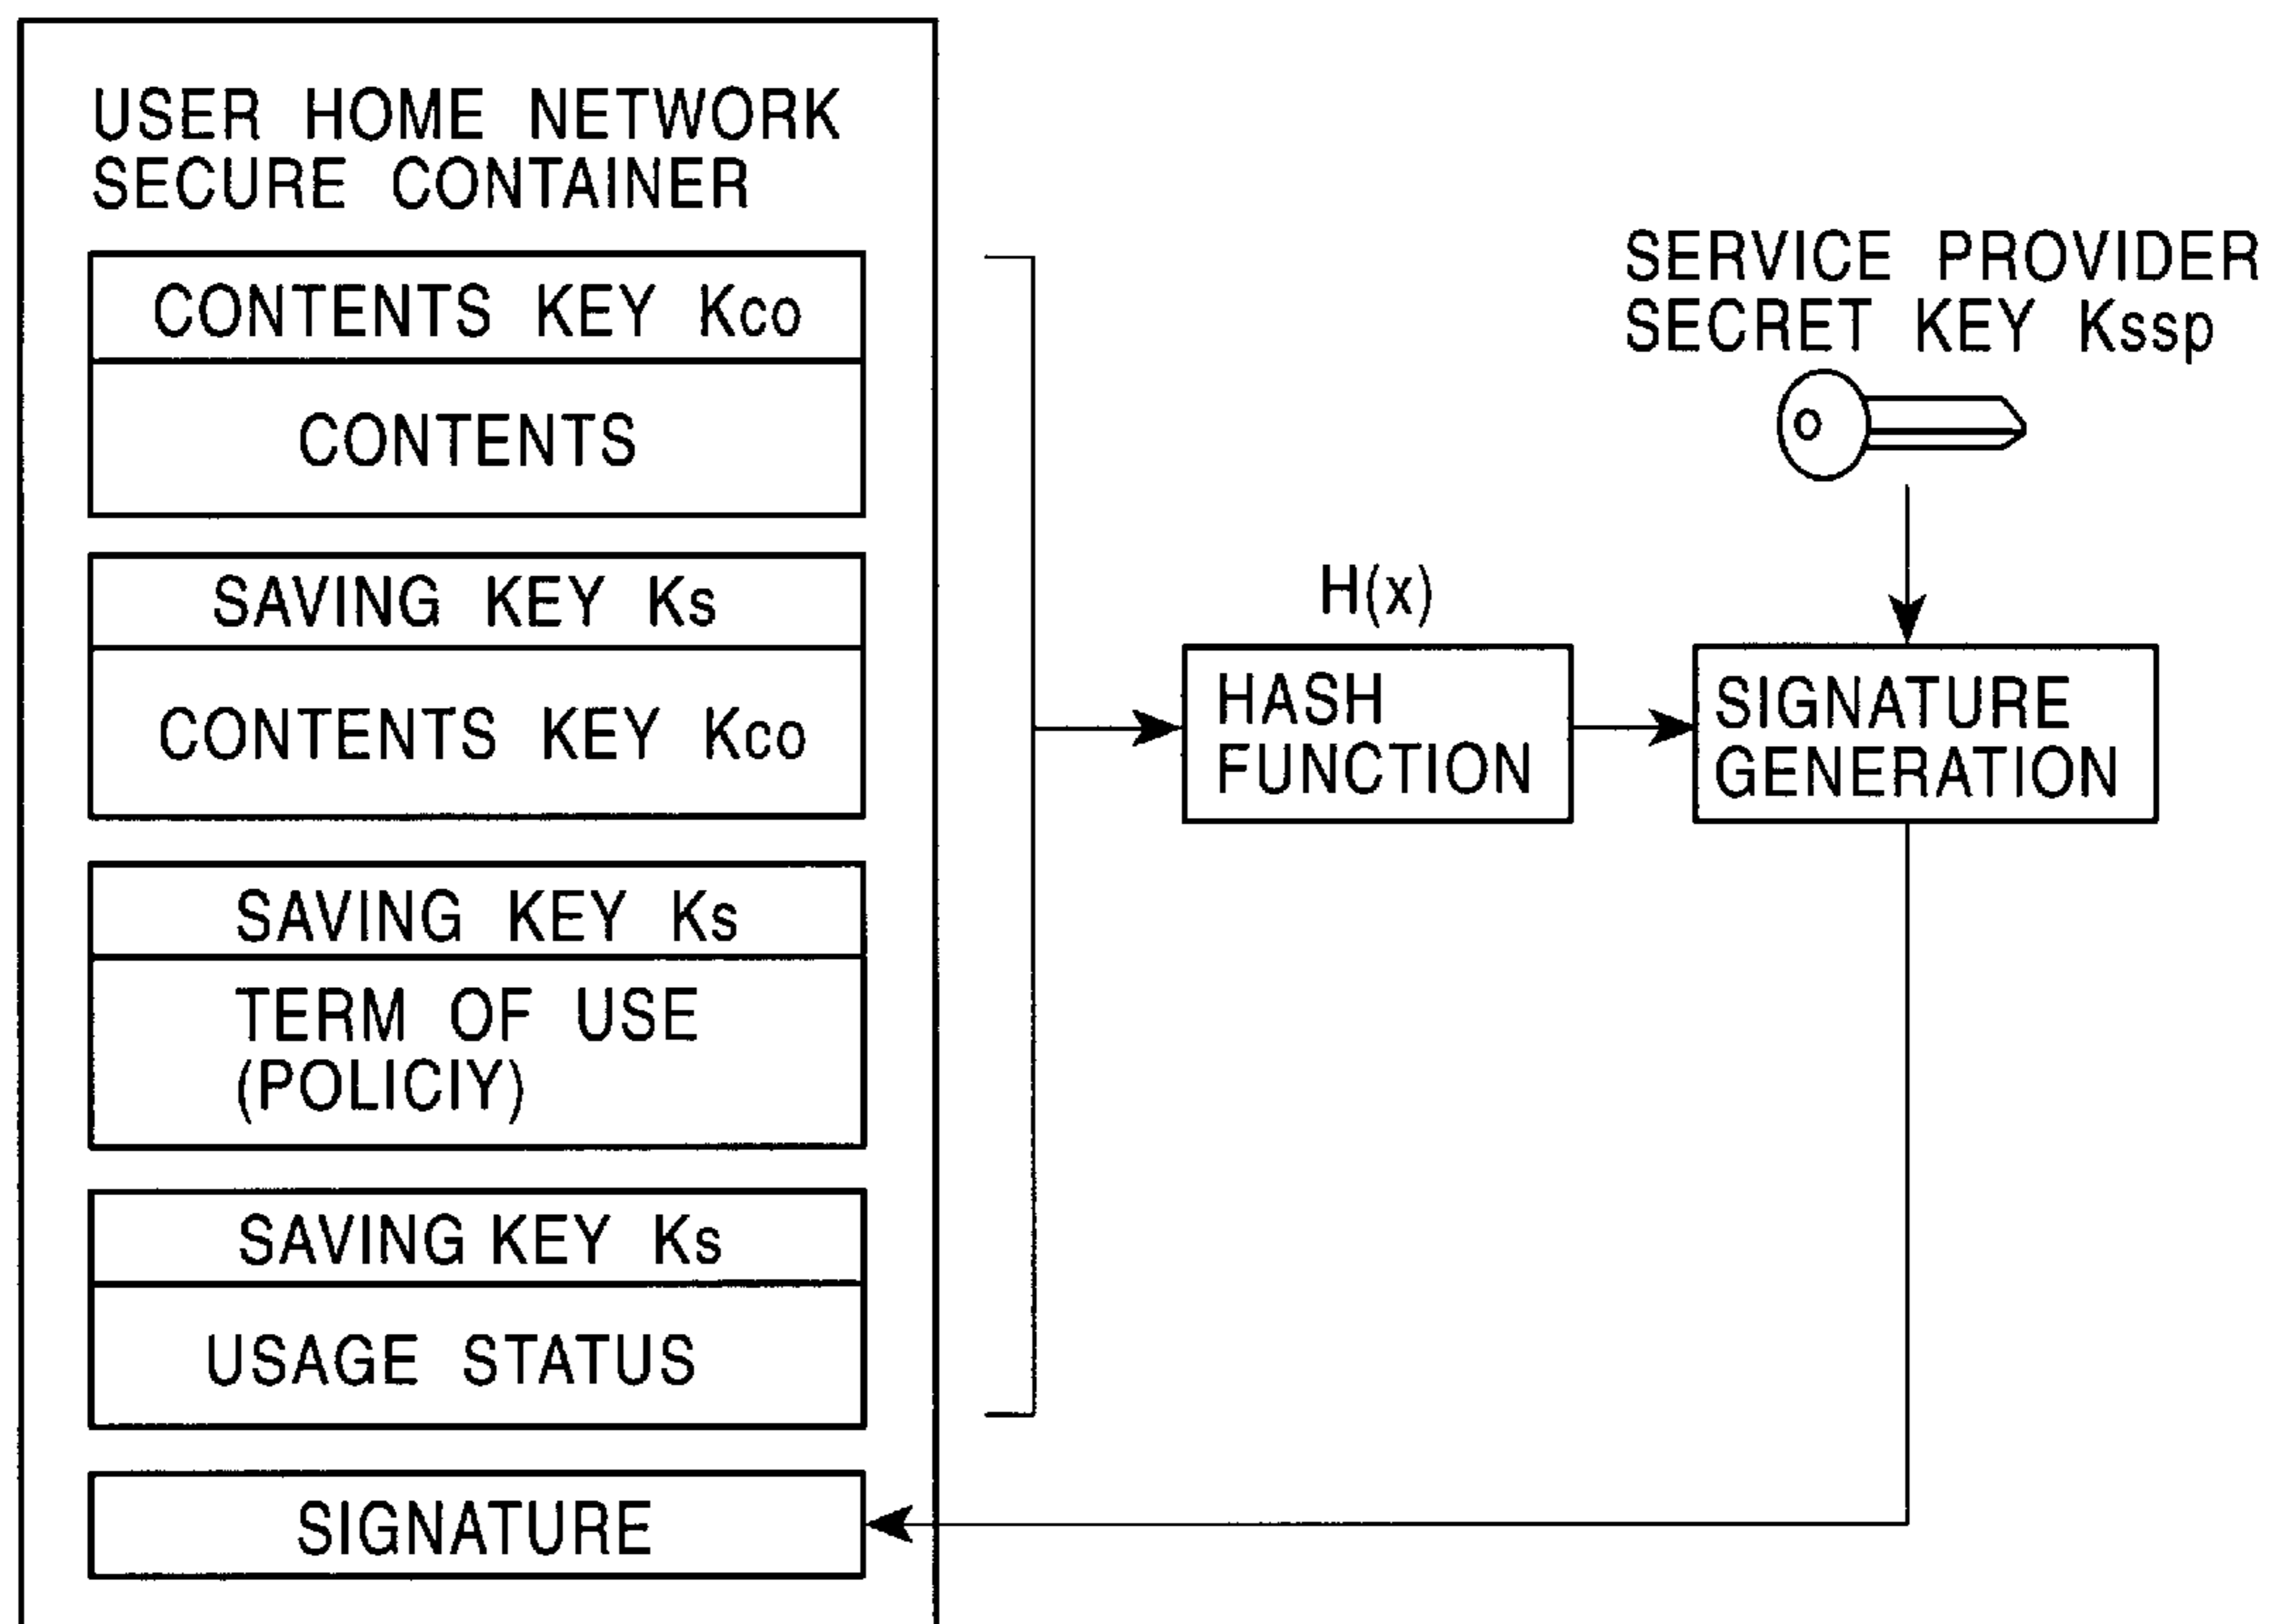 USER HOME NETWORK
SECURE CONTAINER
CONTENTS KEY Kco
CONTENTS
SAVING KEY Ks
CONTENTS KEY Kco
SAVING KEY Ks
TERM OF USE
(POLICIY)
SAVING KEY Ks
USAGE STATUS
SIGNATURE
H(x)
HASH
FUNCTION
SERVICE PROVIDER
SECRET KEY Kssp
SIGNATURE
GENERATION